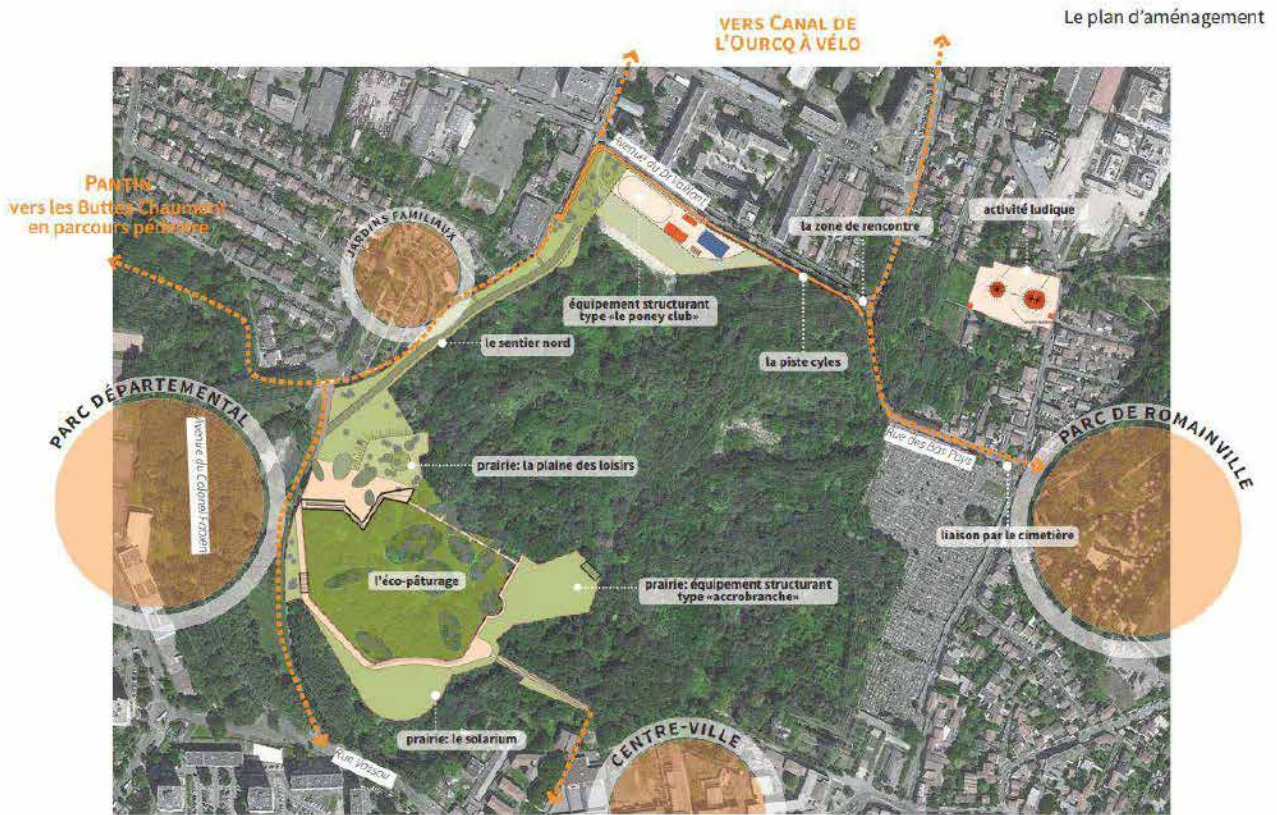 Le plan d'aménagement
VERS CANAL DE
L'OURCQ À VÉLO
PANTIN
vers les Buttes Chaumont
en parcours pédestre
JARDINS FAMILIAUX
Avenue du Dr Vaillant
la zone de rencontre
activité ludique
équipement structurant
type «le poney club»
le sentier nord
la piste cyles
PARC DÉPARTEMENTAL
Avenue du Colonel Fabien
Rue des Bas Pays
PARC DE ROMAINVILLE
prairie: la plaine des loisirs
liaison par le cimetière
l'éco-pâturage
prairie: équipement structurant
type «accrobranche»
prairie: le solarium
Rue Vassou
CENTRE-VILLE